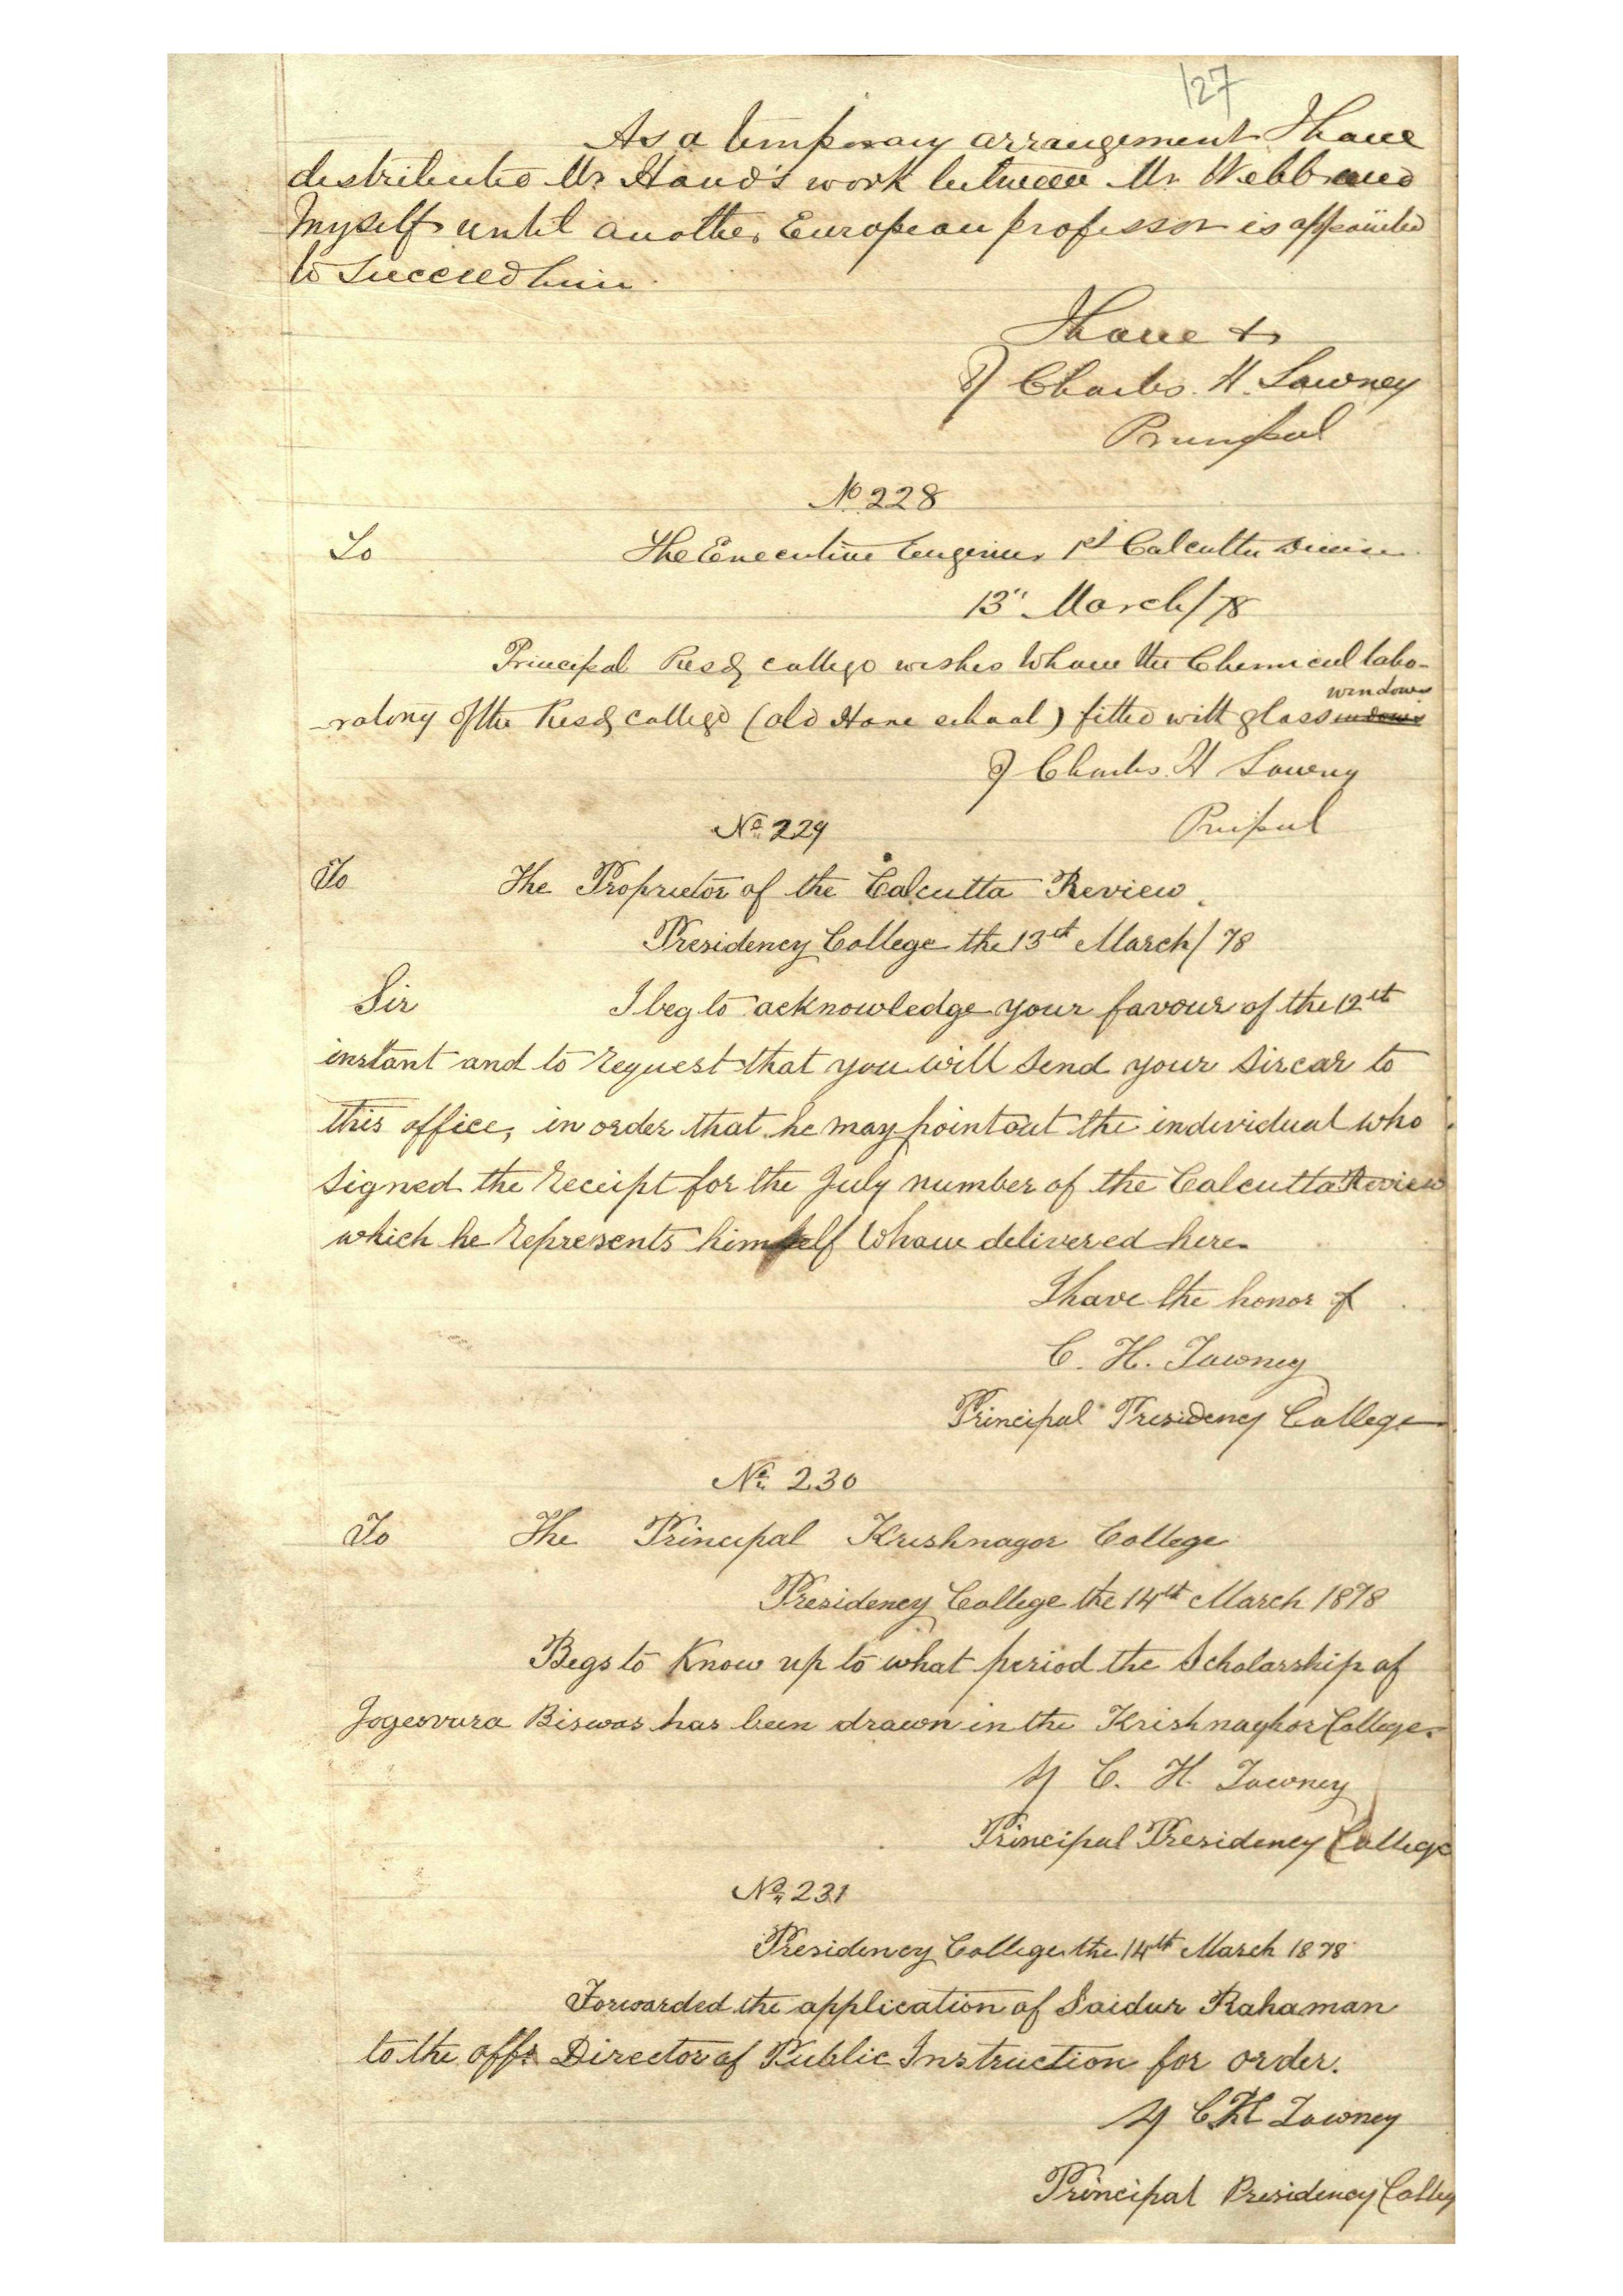 127
As a temporary arrangement I have
distributed Mr Hand's work between Mr Webb and
myself until another European professor is appointed
to succeed him.
I have &
Charles. H. Tawney
Principal
No 228
To The Executive Engineer 1st Calcutta Division
13" March/78
Principal Presdy college wishes to have the Chemical labo-
-ratory of the Presdy college (old Hare school) fitted with glass windows
Charles. H Tawney
No. 229 Principal
To The Proprietor of the Calcutta Review.
Presidency College the 13th March/78
Sir I beg to acknowledge your favour of the 12th
instant and to request that you will send your Sircar to
this office, in order that he may point out the individual who
signed the receipt for the July number of the Calcutta Review
which he represents himself to have delivered here.
I have the honor &
C. H. Tawney
Principal Presidency College
No. 230
To The Principal Krishnagor College
Presidency College the 14th March 1878
Begs to Know up to what period the Scholarship of
Jogesvura Biswas has been drawn in the Krishnaghor College.
C. H. Tawney
Principal Presidency College
No. 231
Presidency College the 14th March 1878
Forwarded the application of Saidur Rahaman
to the offg Director of Public Instruction for order.
CH Tawney
Principal Presidency Colleg